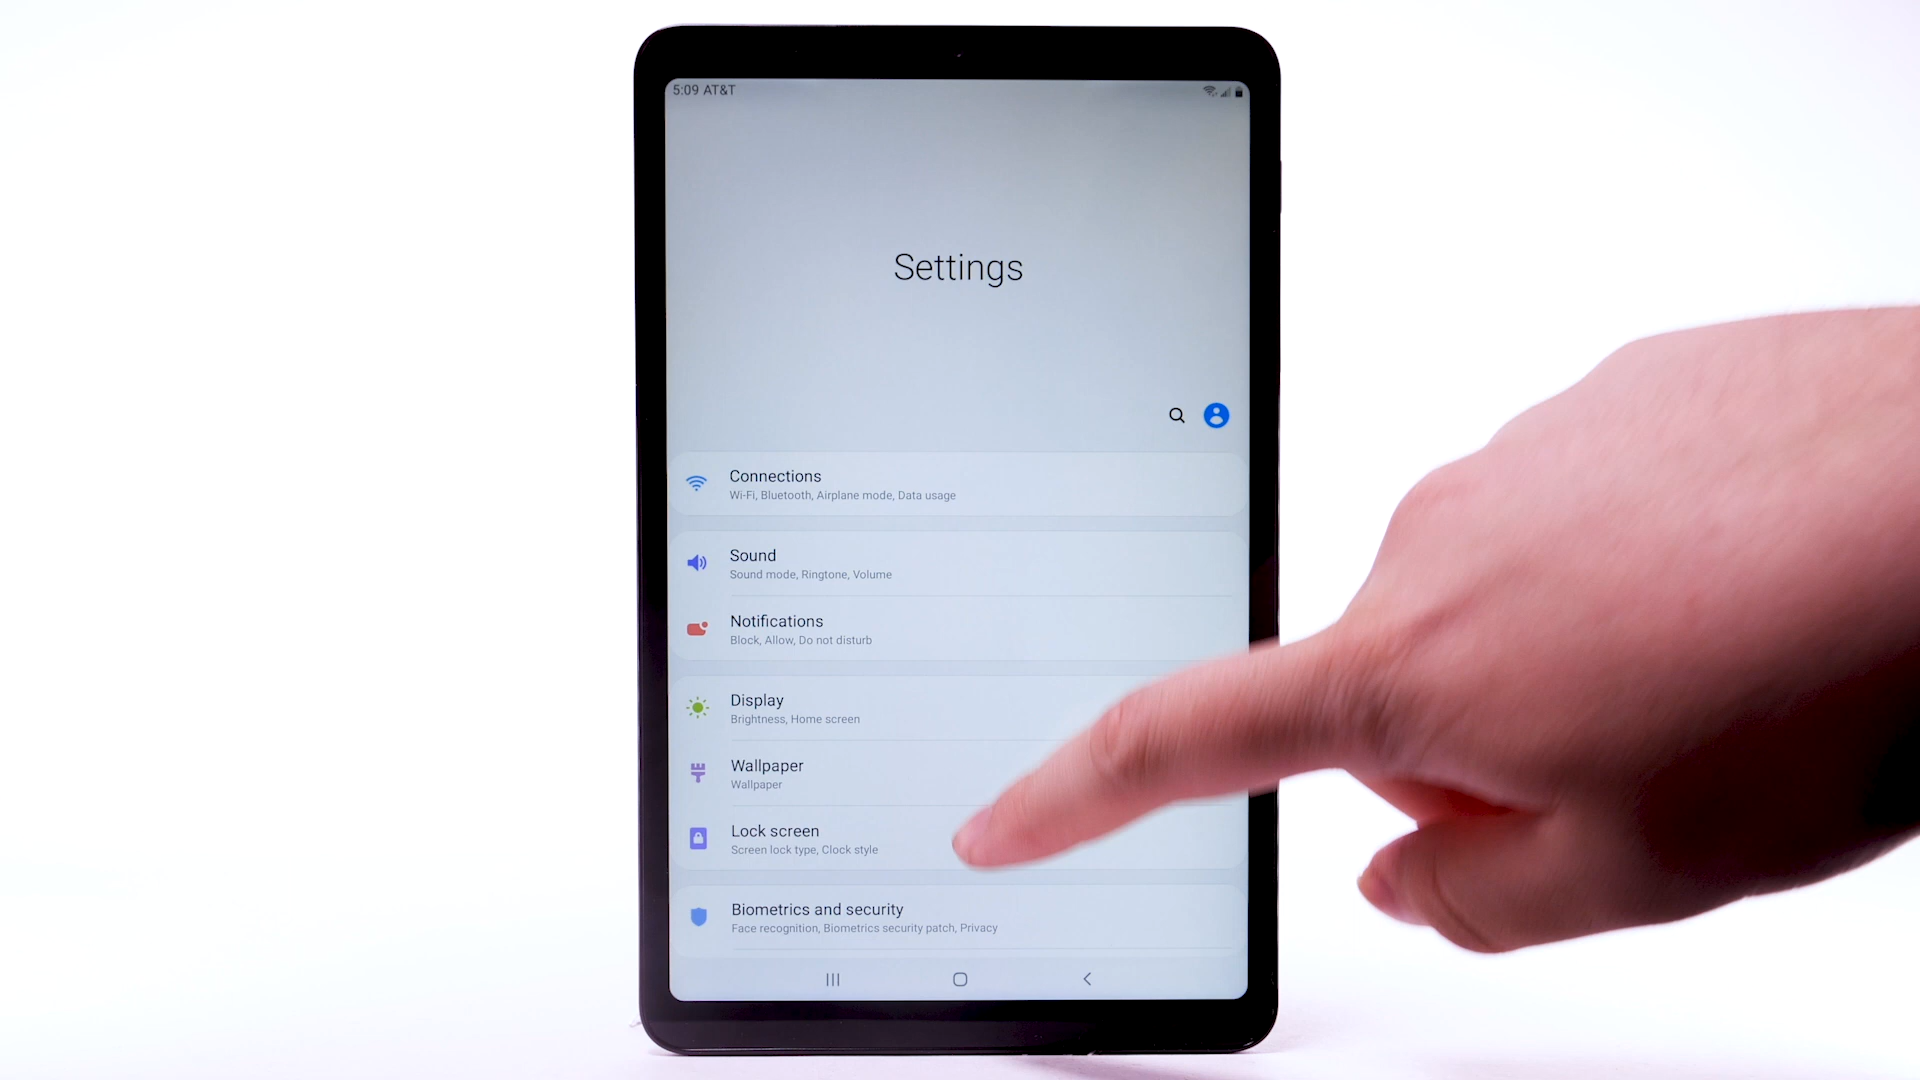 5:09 AT&T
Settings
Connections
Wi-Fi, Bluetooth, Airplane mode, Data usage
Sound
Sound mode, Ringtone, Volume
Notifications
Block, Allow, Do not disturb
Display
Brightness, Home screen
Wallpaper
Wallpaper
Lock screen
Screen lock type, Clock style
Biometrics and security
Face recognition, Biometrics security patch, Privacy